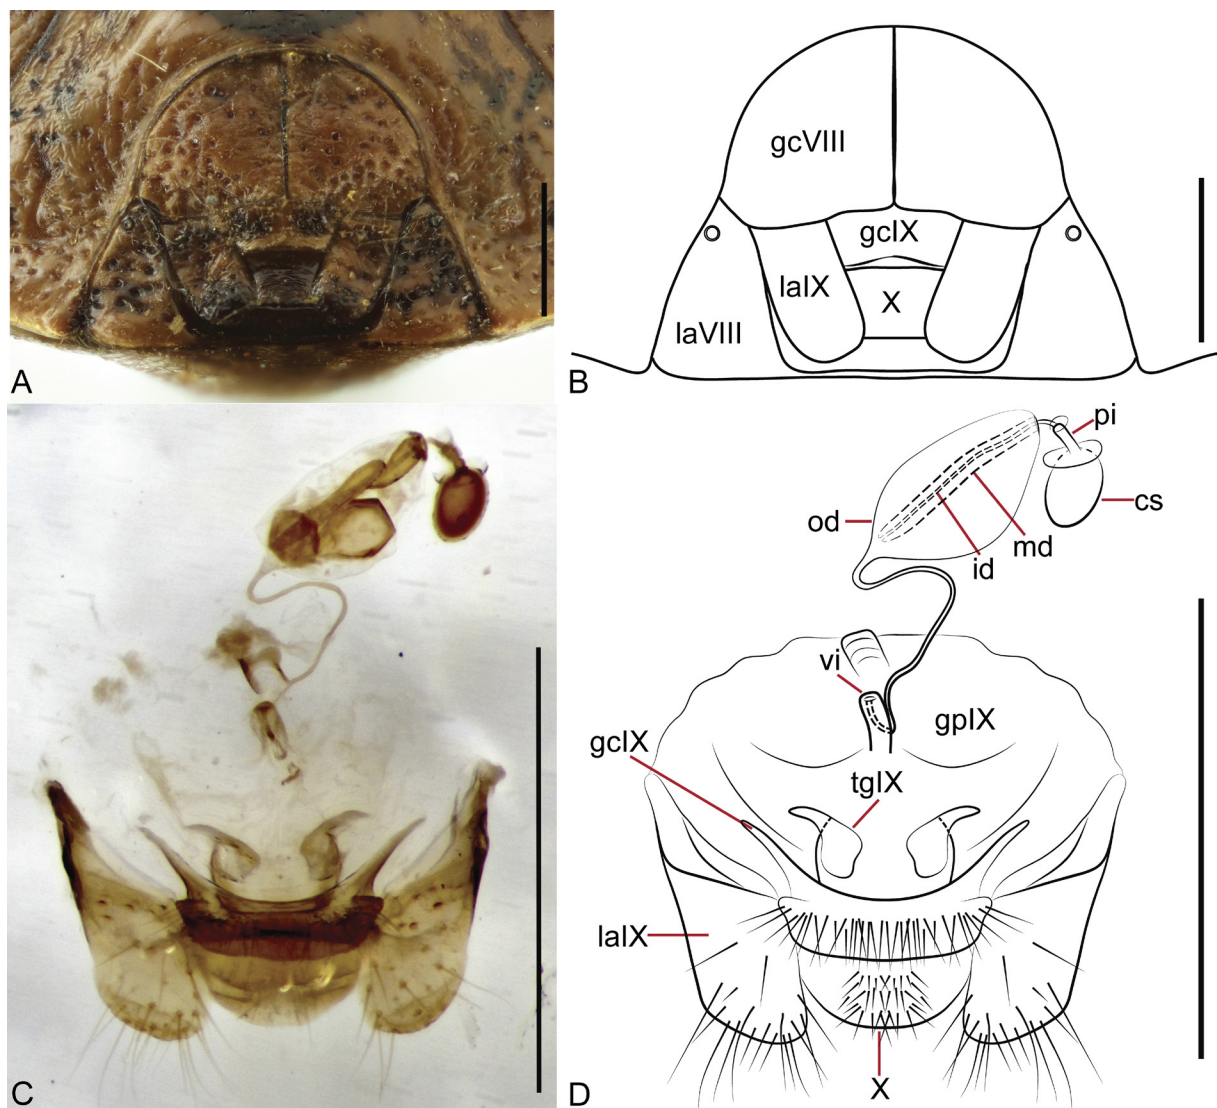 A
gcVIII
gcIX
laIX
X
laVIII
B
pi
cs
od
md
id
vi
gpIX
gcIX
tgIX
laIX
X
C
D